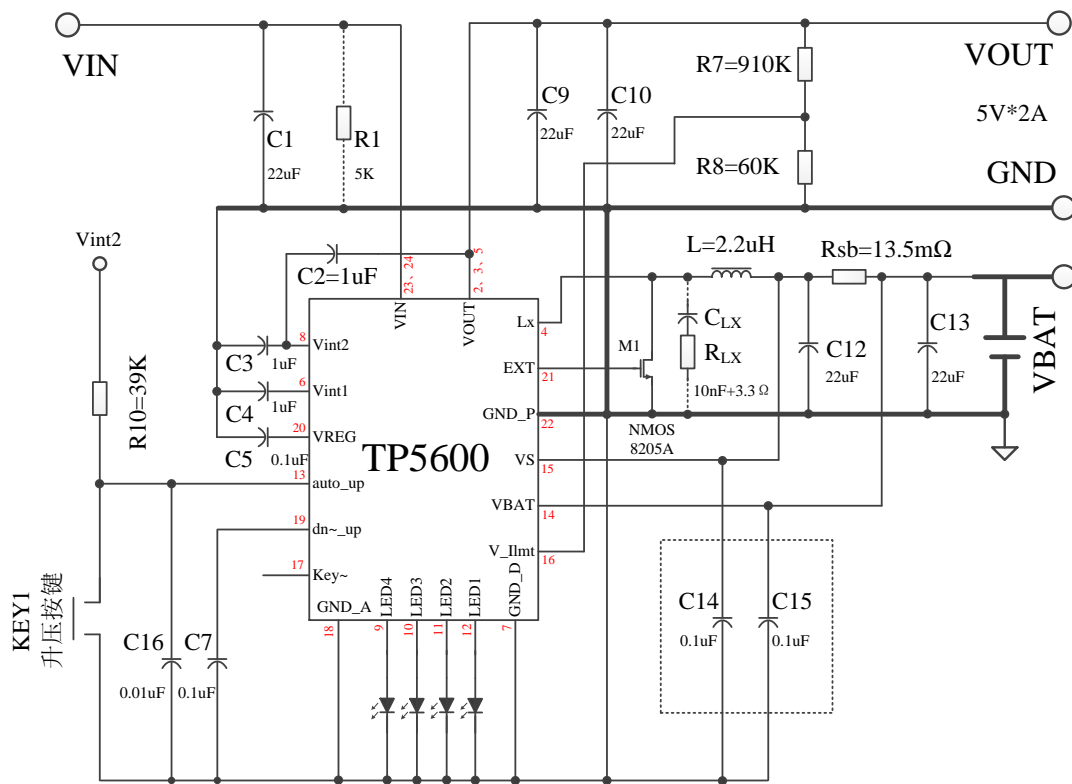 VIN
C1
22uF
R1
5K
C9
22uF
C10
22uF
R7=910K
R8=60K
VOUT
5V*2A
GND
Vint2
R10=39K
C2=1uF
23、24
2、3、5
VIN
VOUT
L=2.2uH
Rsb=13.5mΩ
C3
1uF
8
Vint2
C4
1uF
6
Vint1
C5
0.1uF
20
VREG
13
auto_up
19
dn~_up
17
Key~
TP5600
Lx
4
EXT
21
GND_P
22
VS
15
VBAT
14
V_Ilmt
16
M1
NMOS
8205A
CLX
RLX
10nF+3.3Ω
C12
22uF
C13
22uF
VBAT
GND_A
LED4
LED3
LED2
LED1
GND_D
18
9
10
11
12
7
KEY1
升压按键
C16
0.01uF
C7
0.1uF
C14
0.1uF
C15
0.1uF